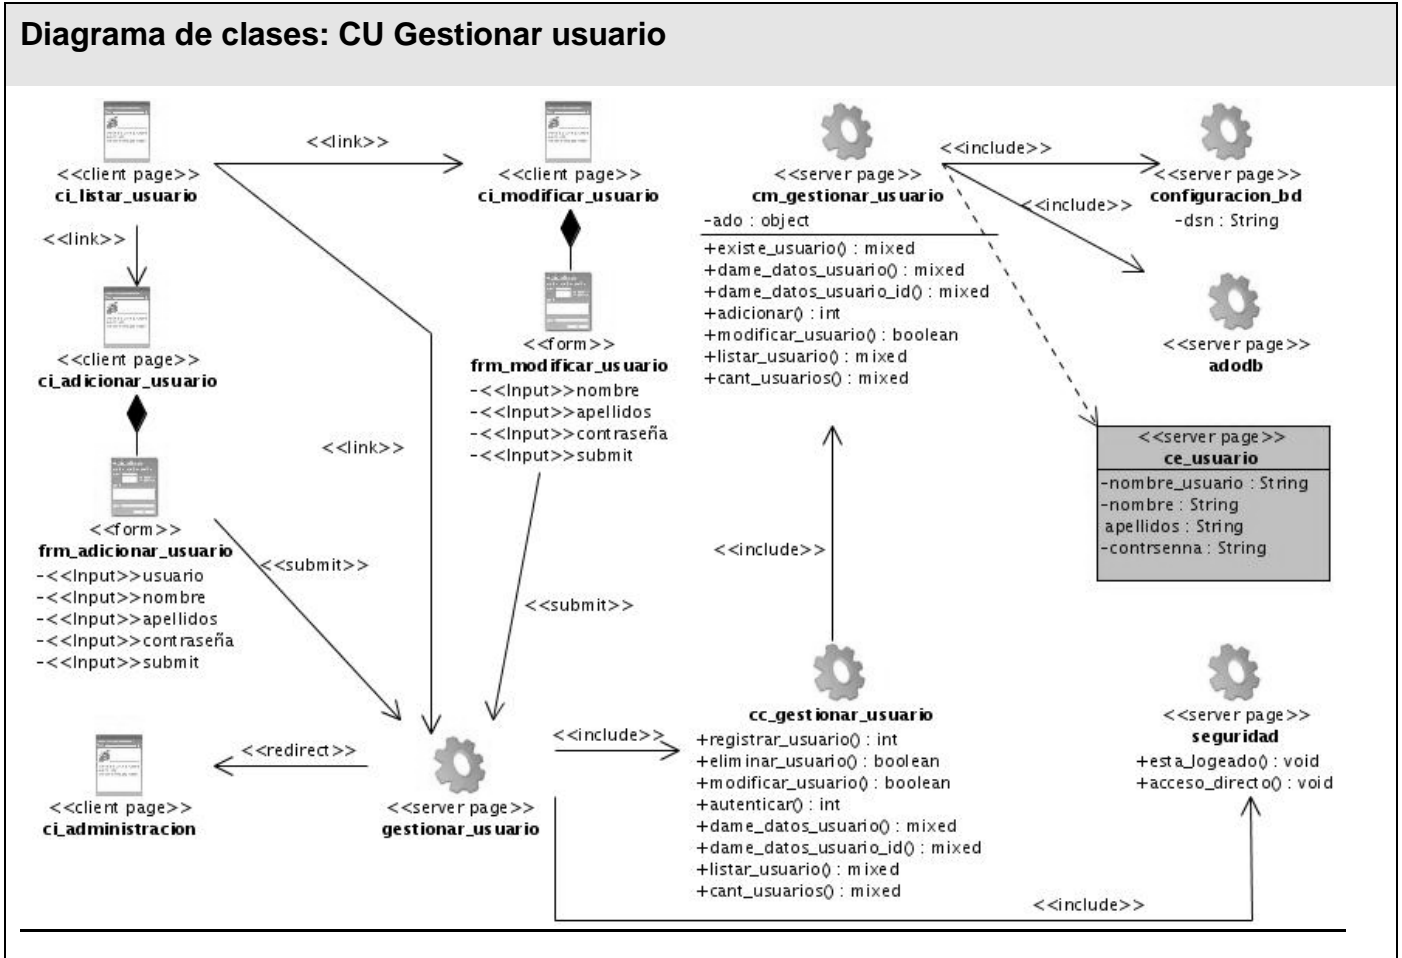 Diagrama de clases: CU Gestionar usuario
<<client page>>
ci_listar_usuario
<<link>>
<<client page>>
ci_modificar_usuario
<<link>>
<<client page>>
ci_adicionar_usuario
<<form>>
frm_modificar_usuario
-<<Input>>nombre
-<<Input>>apellidos
-<<Input>>contraseña
-<<Input>>submit
<<link>>
<<form>>
frm_adicionar_usuario
-<<Input>>usuario
-<<Input>>nombre
-<<Input>>apellidos
-<<Input>>contraseña
-<<Input>>submit
<<submit>>
<<submit>>
<<redirect>>
<<client page>>
ci_administracion
<<server page>>
gestionar_usuario
<<include>>
<<server page>>
cm_gestionar_usuario
-ado : object
+existe_usuario() : mixed
+dame_datos_usuario() : mixed
+dame_datos_usuario_id() : mixed
+adicionar() : int
+modificar_usuario() : boolean
+listar_usuario() : mixed
+cant_usuarios() : mixed
<<include>>
<<server page>>
configuracion_bd
-dsn : String
<<include>>
<<server page>>
adodb
<<server page>>
ce_usuario
-nombre_usuario : String
-nombre : String
apellidos : String
-contrsenna : String
<<include>>
cc_gestionar_usuario
+registrar_usuario() : int
+eliminar_usuario() : boolean
+modificar_usuario() : boolean
+autenticar() : int
+dame_datos_usuario() : mixed
+dame_datos_usuario_id() : mixed
+listar_usuario() : mixed
+cant_usuarios() : mixed
<<server page>>
seguridad
+esta_logeado() : void
+acceso_directo() : void
<<include>>